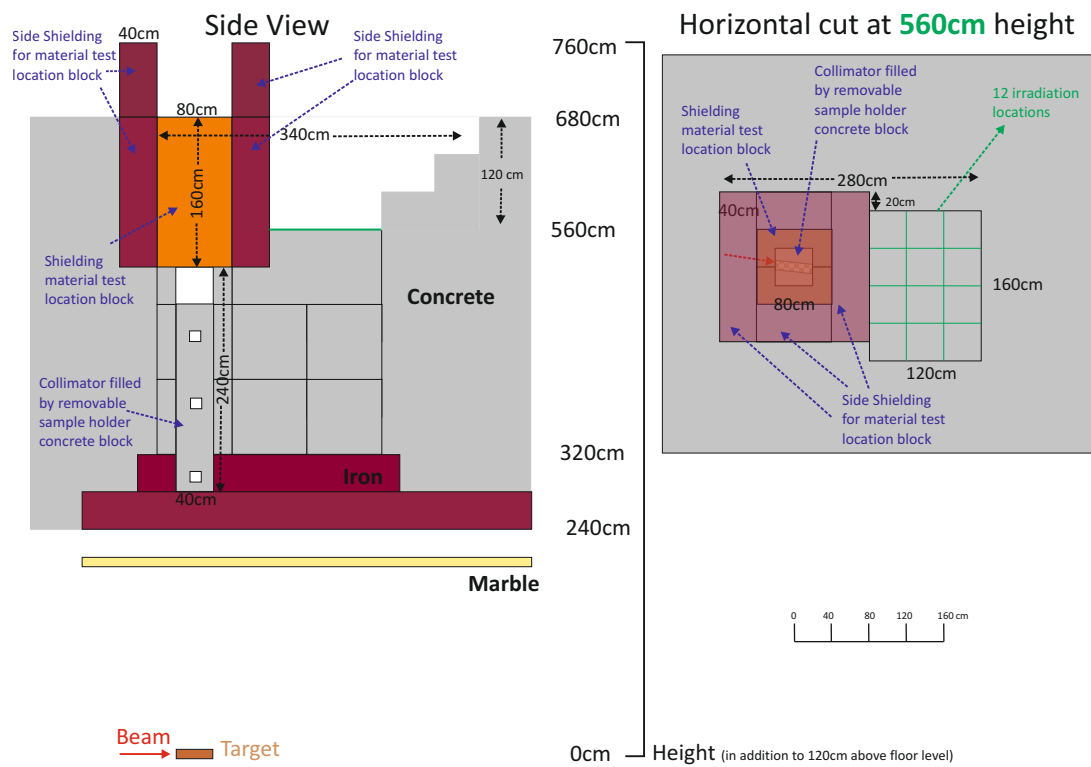 Side View
40cm
Side Shielding
for material test
location block
Side Shielding
for material test
location block
80cm
340cm
160cm
120 cm
Shielding
material test
location block
Concrete
240cm
Collimator filled
by removable
sample holder
concrete block
Iron
40cm
Marble
Beam
Target
760cm
680cm
560cm
320cm
240cm
0cm
Height (in addition to 120cm above floor level)
Horizontal cut at 560cm height
Collimator filled
by removable
sample holder
concrete block
12 irradiation
locations
Shielding
material test
location block
280cm
40cm
20cm
160cm
80cm
120cm
Side Shielding
for material test
location block
0 40 80 120 160 cm